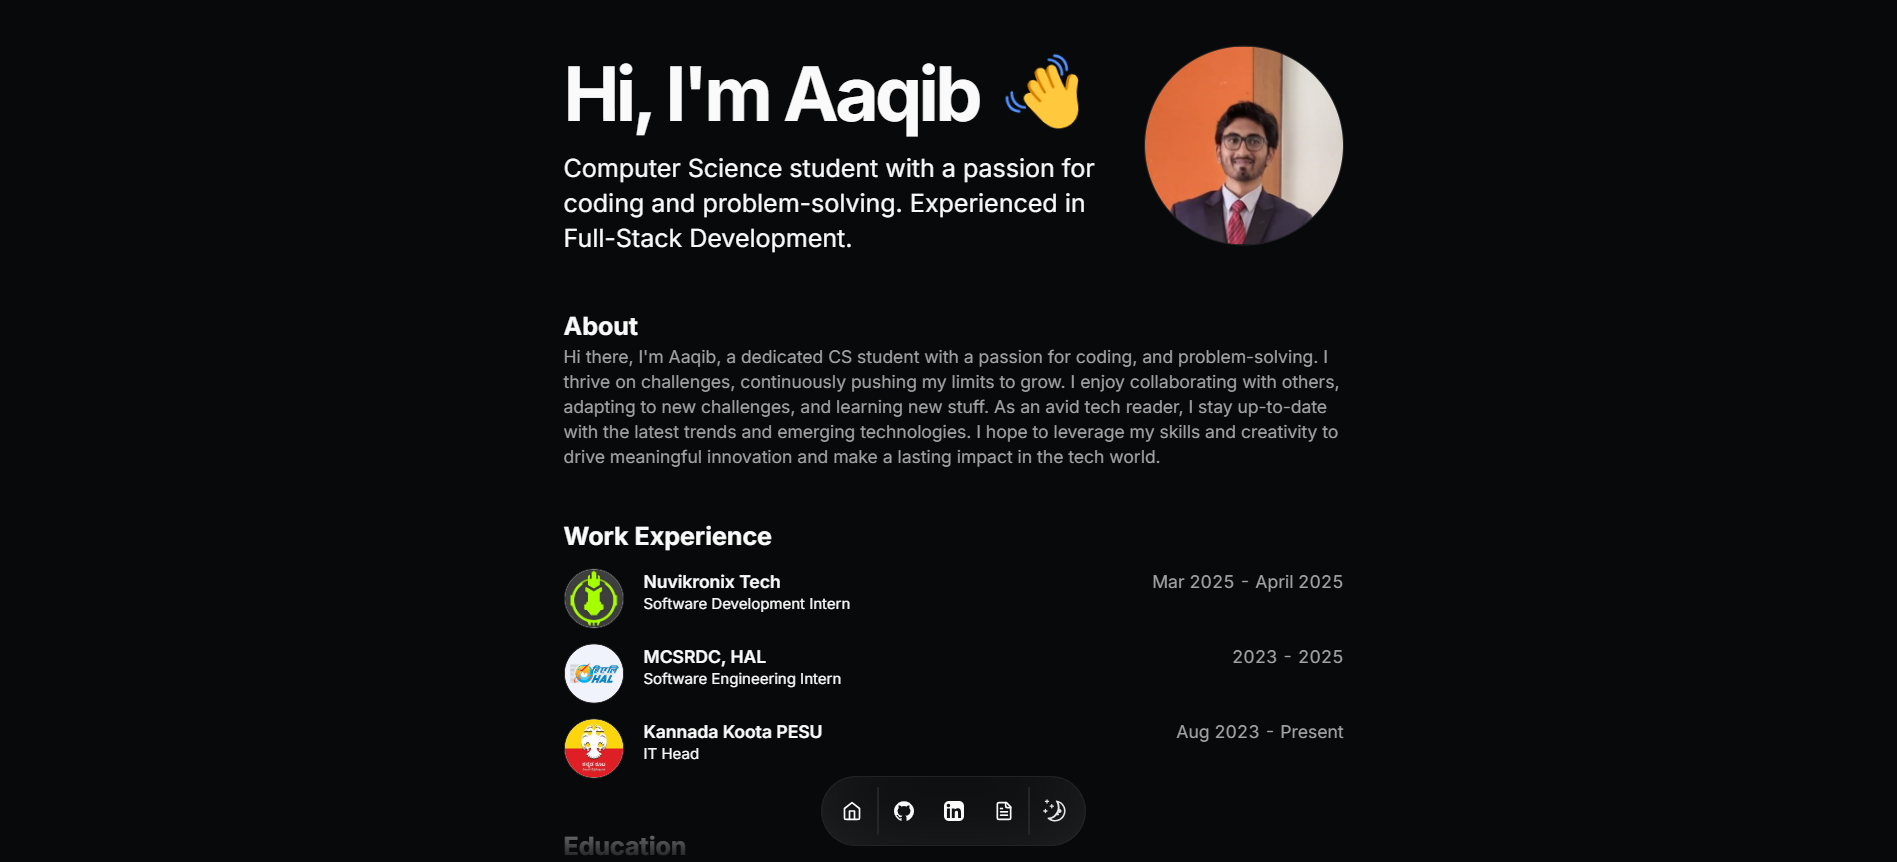 Hi, I'm Aaqib 👋
Computer Science student with a passion for
coding and problem-solving. Experienced in
Full-Stack Development.
About
Hi there, I'm Aaqib, a dedicated CS student with a passion for coding, and problem-solving. I
thrive on challenges, continuously pushing my limits to grow. I enjoy collaborating with others,
adapting to new challenges, and learning new stuff. As an avid tech reader, I stay up-to-date
with the latest trends and emerging technologies. I hope to leverage my skills and creativity to
drive meaningful innovation and make a lasting impact in the tech world.
Work Experience
Nuvikronix Tech Mar 2025 - April 2025
Software Development Intern
हिएएल
HAL
MCSRDC, HAL 2023 - 2025
Software Engineering Intern
ಕನ್ನಡ ಕೂಟ
Kannada Koota PESU Aug 2023 - Present
IT Head
in
Education